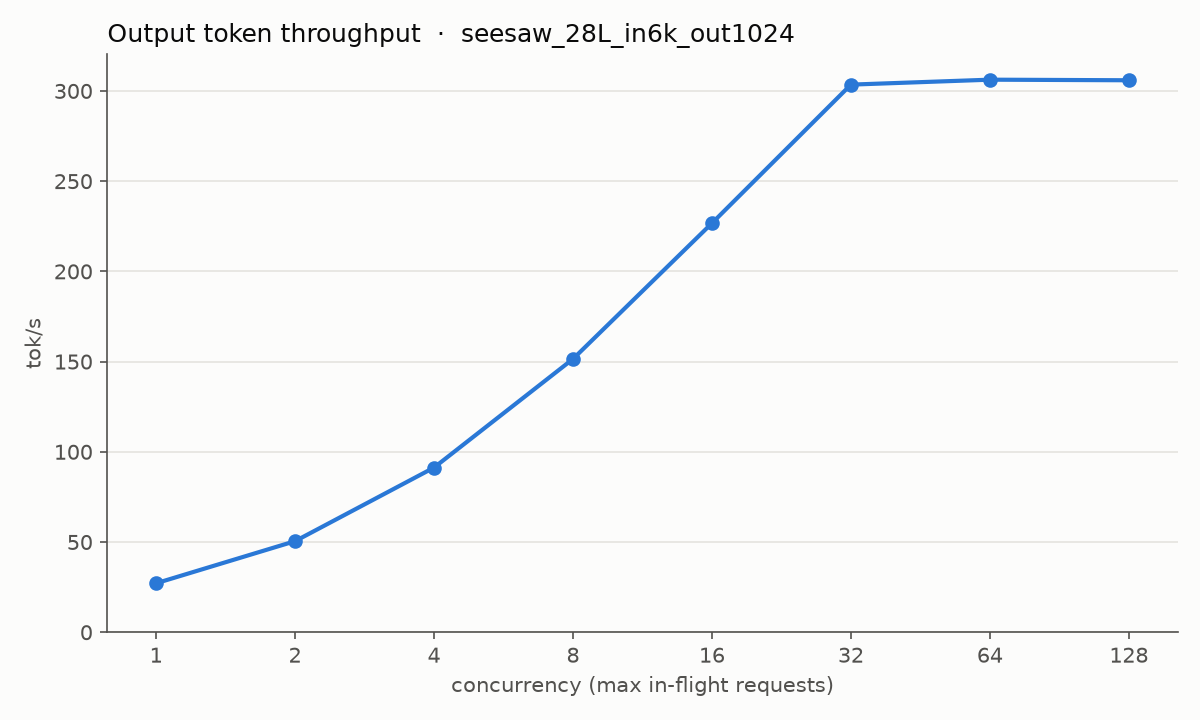 Output token throughput · seesaw_28L_in6k_out1024
300
250
200
150
100
50
0
tok/s
1 2 4 8 16 32 64 128
concurrency (max in-flight requests)